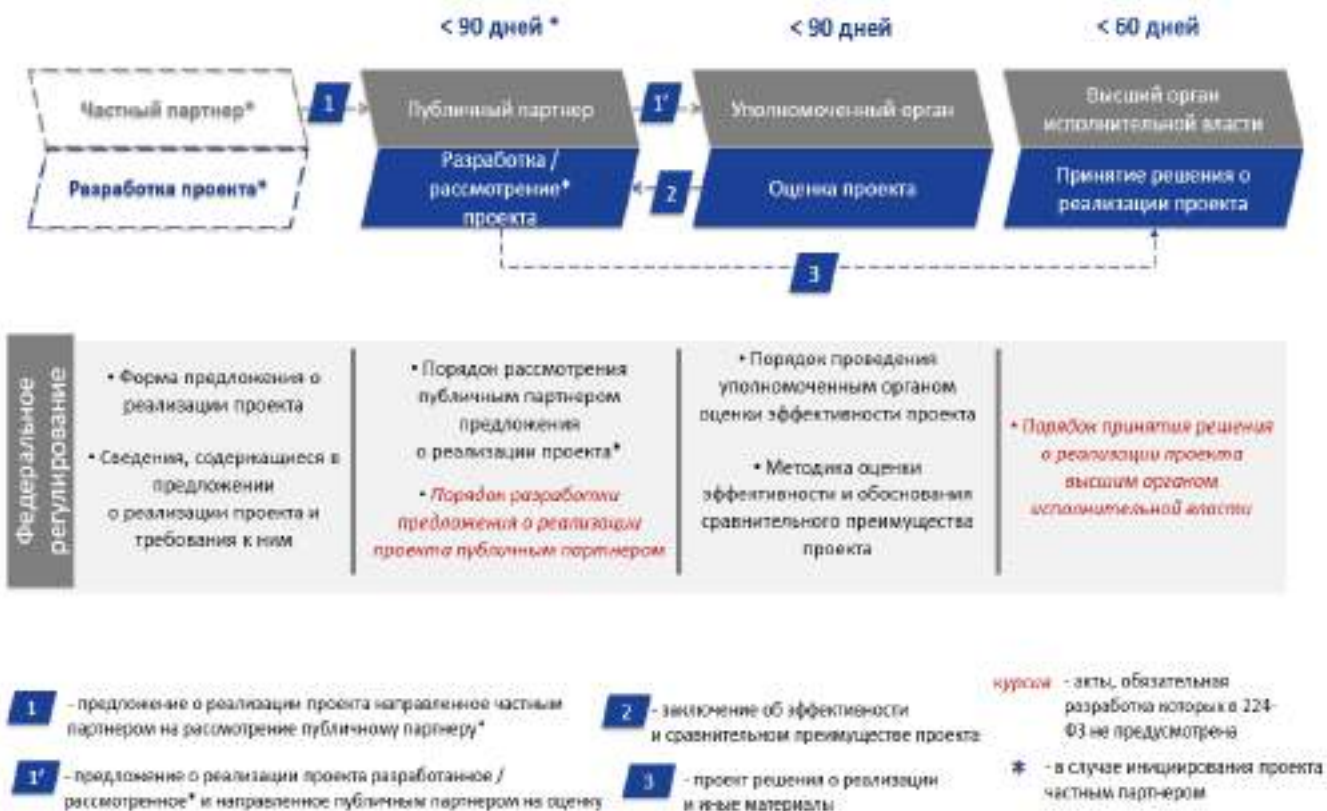 < 90 дней *
< 90 дней
< 60 дней
Частный партнер*
1
Публичный партнер
1'
Уполномоченный орган
Высший орган
исполнительной власти
Разработка проекта*
Разработка /
рассмотрение*
проекта
2
Оценка проекта
Принятие решения о
реализации проекта
3
Федеральное
регулирование
• Форма предложения о
реализации проекта
• Сведения, содержащиеся в
предложении
о реализации проекта и
требования к ним
• Порядок рассмотрения
публичным партнером
предложения
о реализации проекта*
• Порядок разработки
предложения о реализации
проекта публичным партнером
• Порядок проведения
уполномоченным органом
оценки эффективности проекта
• Методика оценки
эффективности и обоснования
сравнительного преимущества
проекта
• Порядок принятия решения
о реализации проекта
высшим органом
исполнительной власти
1 - предложение о реализации проекта направленное частным
партнером на рассмотрение публичному партнеру*
1' - предложение о реализации проекта разработанное /
рассмотренное* и направленное публичным партнером на оценку
2 - заключение об эффективности
и сравнительном преимуществе проекта
3 - проект решения о реализации
и иные материалы
курсив - акты, обязательная
разработка которых в 224-
ФЗ не предусмотрена
* - в случае инициирования проекта
частным партнером